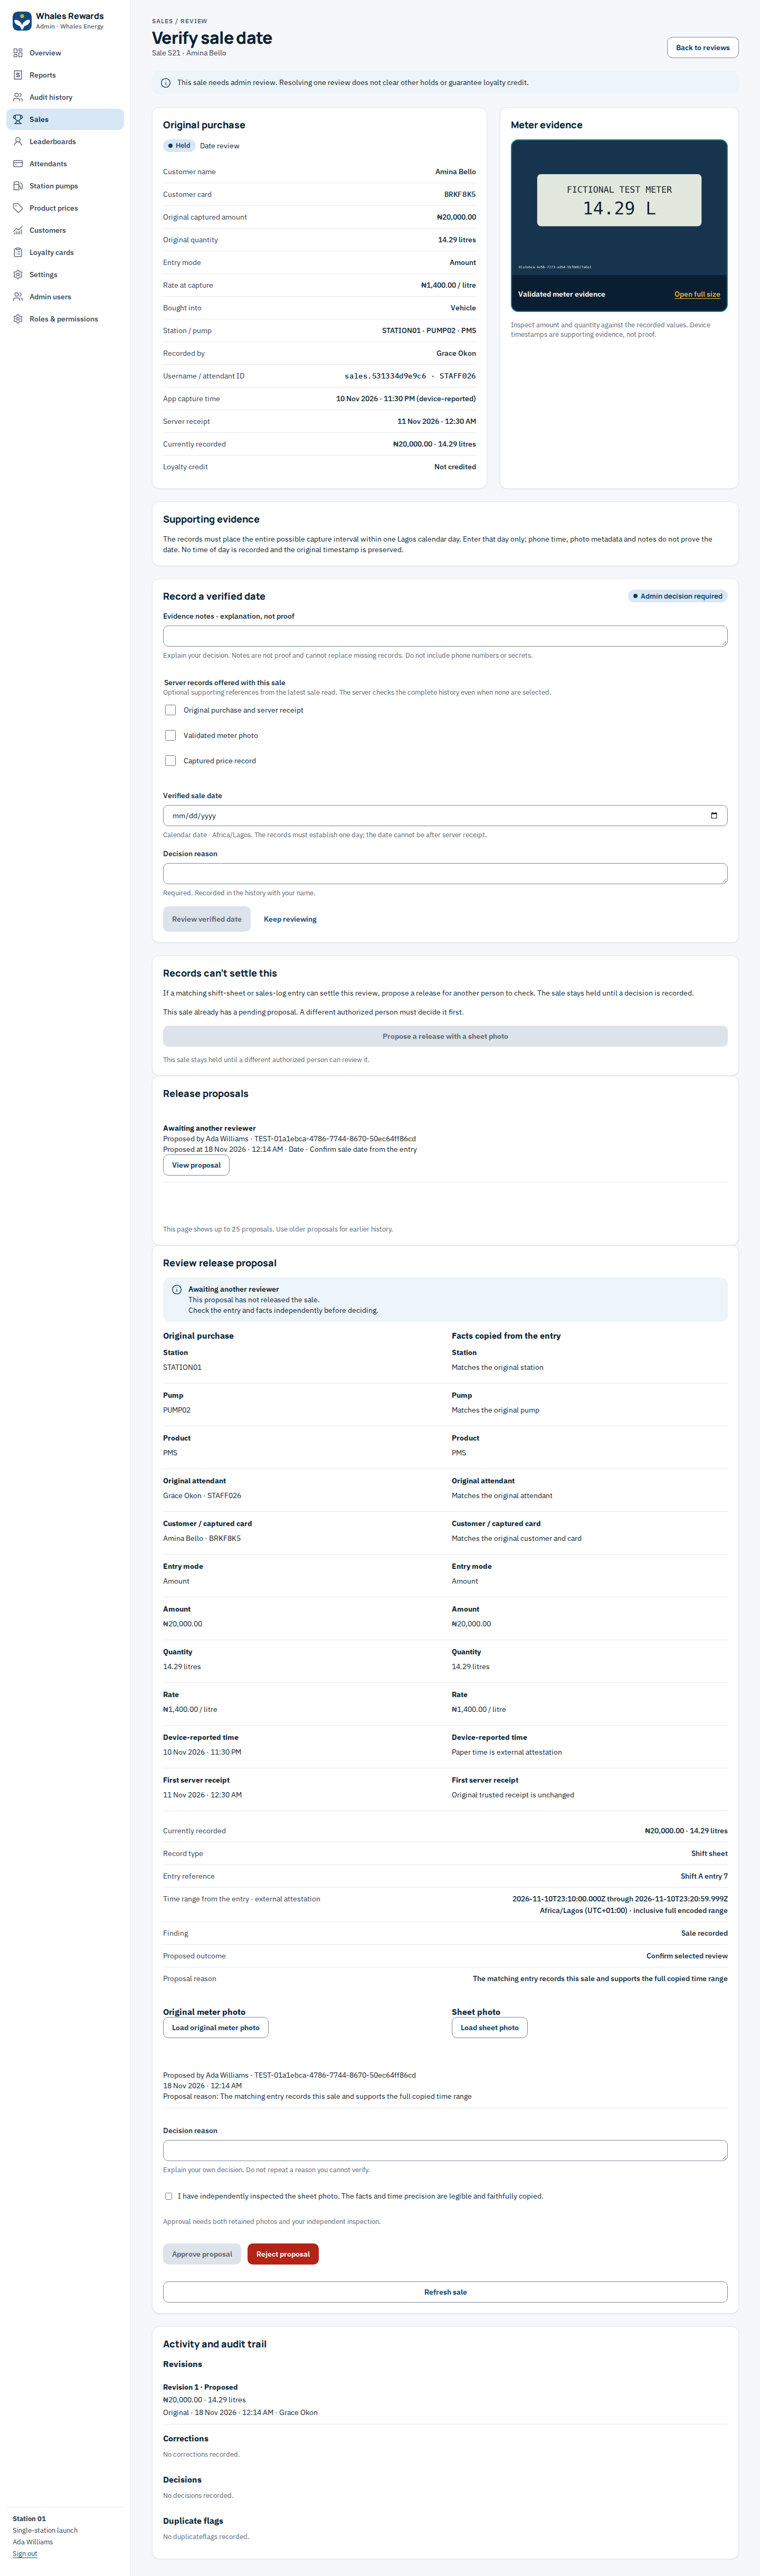 Whales Rewards
Admin · Whales Energy
Overview
Reports
Audit history
Sales
Leaderboards
Attendants
Station pumps
Product prices
Customers
Loyalty cards
Settings
Admin users
Roles & permissions
SALES / REVIEW
Verify sale date
Sale S21 · Amina Bello
Back to reviews
This sale needs admin review. Resolving one review does not clear other holds or guarantee loyalty credit.
Original purchase
Held Date review
Customer name Amina Bello
Customer card BRKF8K5
Original captured amount ₦20,000.00
Original quantity 14.29 litres
Entry mode Amount
Rate at capture ₦1,400.00 / litre
Bought into Vehicle
Station / pump STATION01 · PUMP02 · PMS
Recorded by Grace Okon
Username / attendant ID sales.531334d9e9c6 · STAFF026
App capture time 10 Nov 2026 · 11:30 PM (device-reported)
Server receipt 11 Nov 2026 · 12:30 AM
Currently recorded ₦20,000.00 · 14.29 litres
Loyalty credit Not credited
Meter evidence
FICTIONAL TEST METER
14.29 L
Validated meter evidence Open full size
Inspect amount and quantity against the recorded values. Device
timestamps are supporting evidence, not proof.
Supporting evidence
The records must place the entire possible capture interval within one Lagos calendar day. Enter that day only; phone time, photo metadata and notes do not prove the
date. No time of day is recorded and the original timestamp is preserved.
Record a verified date
Admin decision required
Evidence notes · explanation, not proof
Explain your decision. Notes are not proof and cannot replace missing records. Do not include phone numbers or secrets.
Server records offered with this sale
Optional supporting references from the latest sale read. The server checks the complete history even when none are selected.
Original purchase and server receipt
Validated meter photo
Captured price record
Verified sale date
mm/dd/yyyy
Calendar date · Africa/Lagos. The records must establish one day; the date cannot be after server receipt.
Decision reason
Required. Recorded in the history with your name.
Review verified date Keep reviewing
Records can't settle this
If a matching shift-sheet or sales-log entry can settle this review, propose a release for another person to check. The sale stays held until a decision is recorded.
This sale already has a pending proposal. A different authorized person must decide it first.
Propose a release with a sheet photo
This sale stays held until a different authorized person can review it.
Release proposals
Awaiting another reviewer
Proposed by Ada Williams · TEST-01a1ebca-4786-7744-8670-50ec64ff86cd
Proposed at 18 Nov 2026 · 12:14 AM · Date · Confirm sale date from the entry
View proposal
This page shows up to 25 proposals. Use older proposals for earlier history.
Review release proposal
Awaiting another reviewer
This proposal has not released the sale.
Check the entry and facts independently before deciding.
Original purchase Facts copied from the entry
Station Station
STATION01 Matches the original station
Pump Pump
PUMP02 Matches the original pump
Product Product
PMS PMS
Original attendant Original attendant
Grace Okon · STAFF026 Matches the original attendant
Customer / captured card Customer / captured card
Amina Bello · BRKF8K5 Matches the original customer and card
Entry mode Entry mode
Amount Amount
Amount Amount
₦20,000.00 ₦20,000.00
Quantity Quantity
14.29 litres 14.29 litres
Rate Rate
₦1,400.00 / litre ₦1,400.00 / litre
Device-reported time Device-reported time
10 Nov 2026 · 11:30 PM Paper time is external attestation
First server receipt First server receipt
11 Nov 2026 · 12:30 AM Original trusted receipt is unchanged
Currently recorded ₦20,000.00 · 14.29 litres
Record type Shift sheet
Entry reference Shift A entry 7
Time range from the entry · external attestation 2026-11-10T23:10:00.000Z through 2026-11-10T23:20:59.999Z
Africa/Lagos (UTC+01:00) · inclusive full encoded range
Finding Sale recorded
Proposed outcome Confirm selected review
Proposal reason The matching entry records this sale and supports the full copied time range
Original meter photo Sheet photo
Load original meter photo Load sheet photo
Proposed by Ada Williams · TEST-01a1ebca-4786-7744-8670-50ec64ff86cd
18 Nov 2026 · 12:14 AM
Proposal reason: The matching entry records this sale and supports the full copied time range
Decision reason
Explain your own decision. Do not repeat a reason you cannot verify.
I have independently inspected the sheet photo. The facts and time precision are legible and faithfully copied.
Approval needs both retained photos and your independent inspection.
Approve proposal Reject proposal
Refresh sale
Activity and audit trail
Revisions
Revision 1 · Proposed
₦20,000.00 · 14.29 litres
Original · 18 Nov 2026 · 12:14 AM · Grace Okon
Corrections
No corrections recorded.
Decisions
No decisions recorded.
Duplicate flags
No duplicateflags recorded.
Station 01
Single-station launch
Ada Williams
Sign out